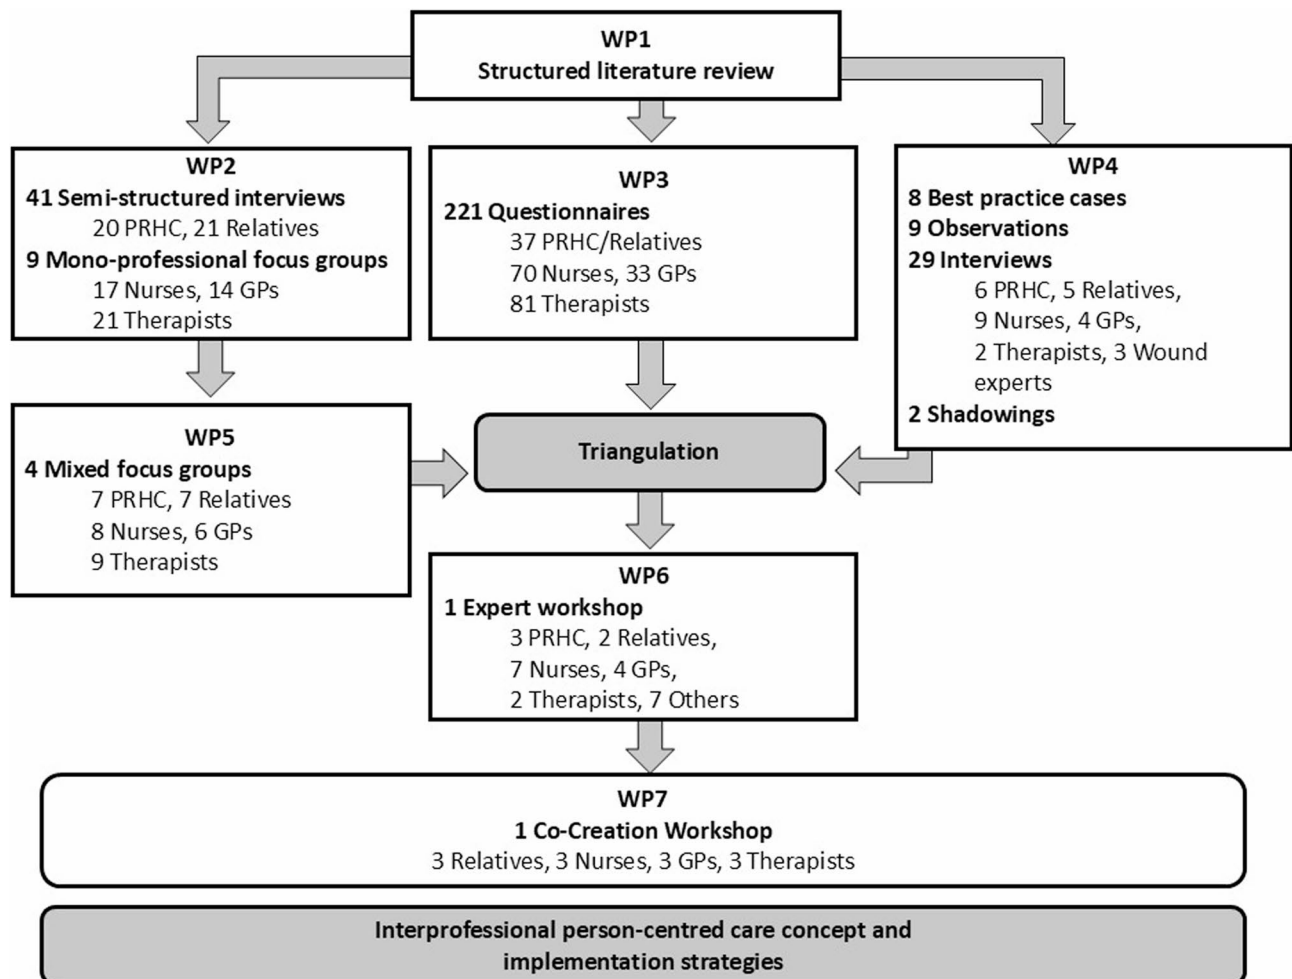 WP1
Structured literature review
WP2
41 Semi-structured interviews
20 PRHC, 21 Relatives
9 Mono-professional focus groups
17 Nurses, 14 GPs
21 Therapists
WP3
221 Questionnaires
37 PRHC/Relatives
70 Nurses, 33 GPs
81 Therapists
WP4
8 Best practice cases
9 Observations
29 Interviews
6 PRHC, 5 Relatives,
9 Nurses, 4 GPs,
2 Therapists, 3 Wound
experts
2 Shadowings
WP5
4 Mixed focus groups
7 PRHC, 7 Relatives
8 Nurses, 6 GPs
9 Therapists
Triangulation
WP6
1 Expert workshop
3 PRHC, 2 Relatives,
7 Nurses, 4 GPs,
2 Therapists, 7 Others
WP7
1 Co-Creation Workshop
3 Relatives, 3 Nurses, 3 GPs, 3 Therapists
Interprofessional person-centred care concept and
implementation strategies